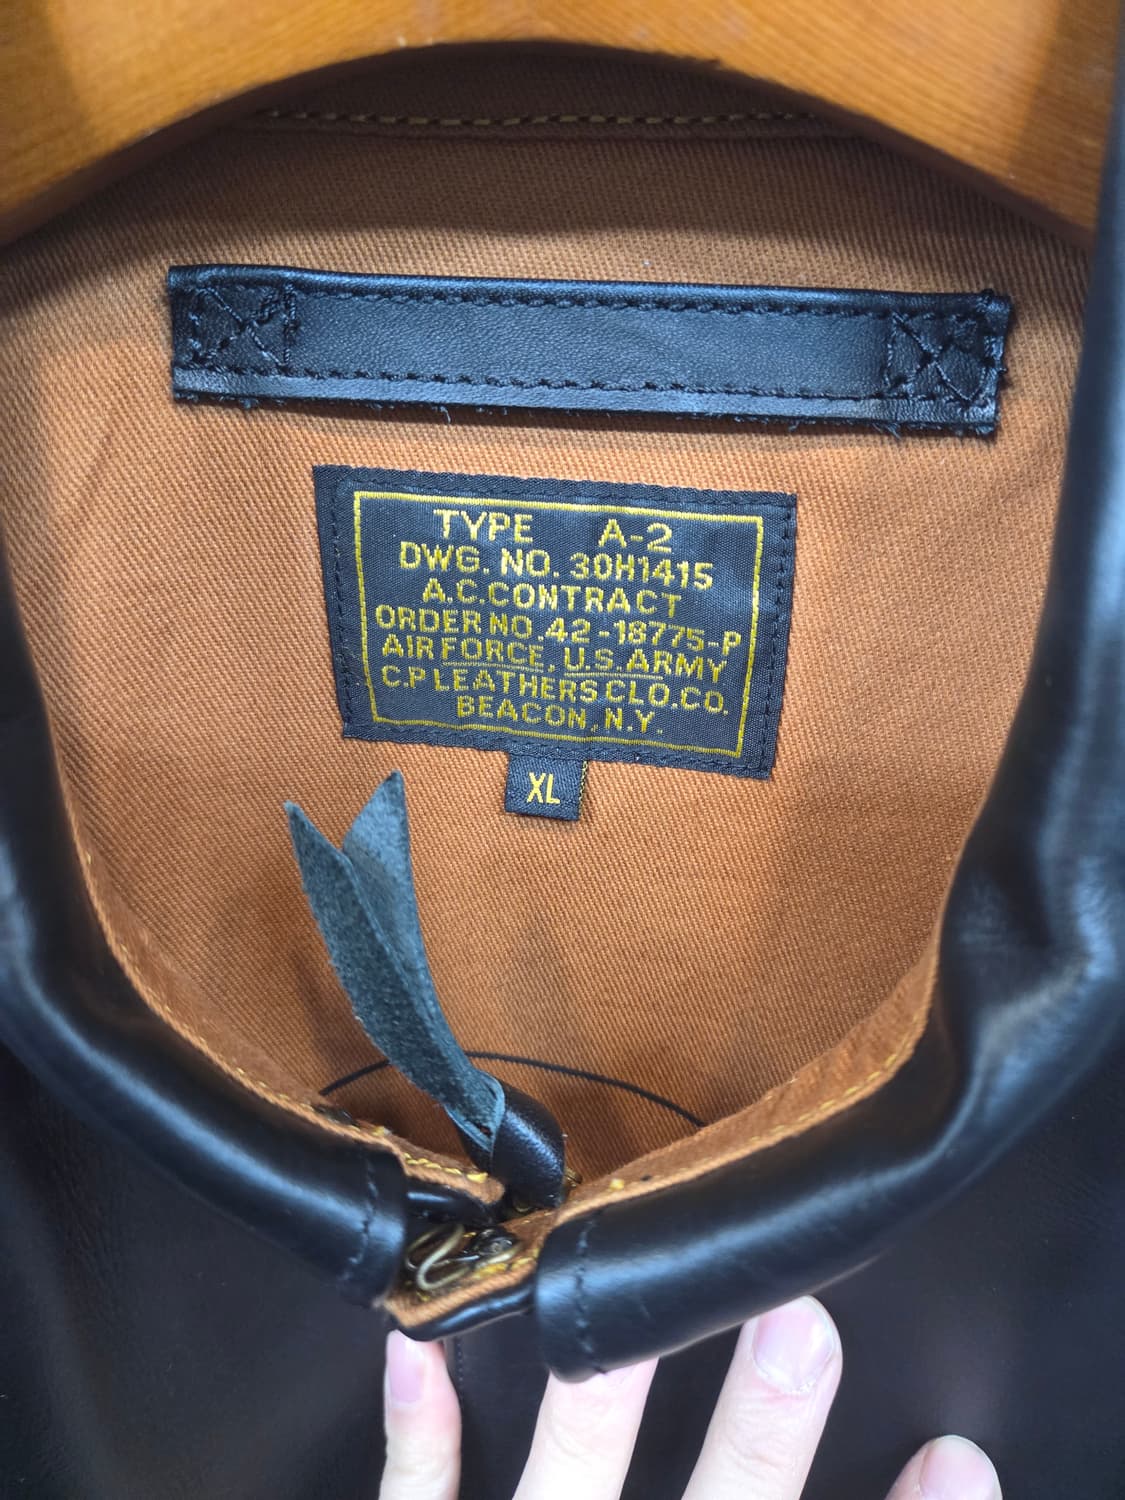 TYPE A-2
DWG. NO. 30H1415
A.C.CONTRACT
ORDER NO.42-18775-P
AIR FORCE, U.S.ARMY
C.P LEATHERS CLO.CO.
BEACON, N.Y.
XL